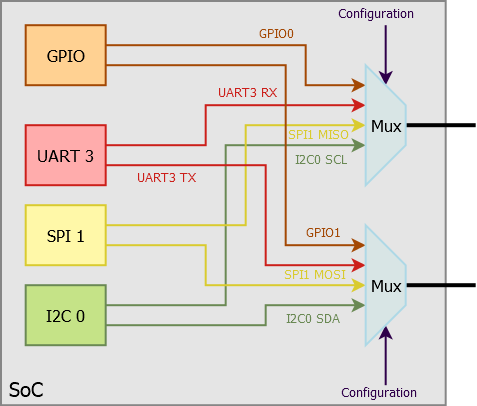 Configuration
GPIO0
GPIO
UART3 RX
Mux
SPI1 MISO
UART 3
I2C0 SCL
UART3 TX
SPI 1
GPIO1
SPI1 MOSI
Mux
I2C 0
I2C0 SDA
SoC
Configuration